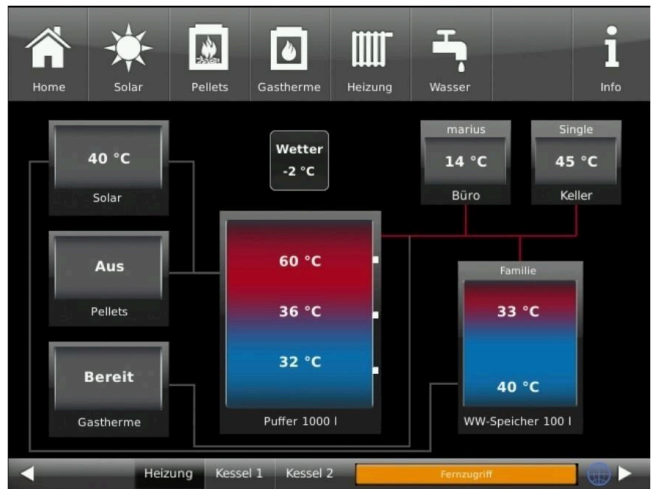 Home Solar Pellets Gastherme Heizung Wasser Info
40 °C
Solar
Wetter
-2 °C
marius
14 °C
Büro
Single
45 °C
Keller
Aus
Pellets
Bereit
Gastherme
60 °C
36 °C
32 °C
Puffer 1000 l
Familie
33 °C
40 °C
WW-Speicher 100 l
Heizung Kessel 1 Kessel 2 Fernzugriff